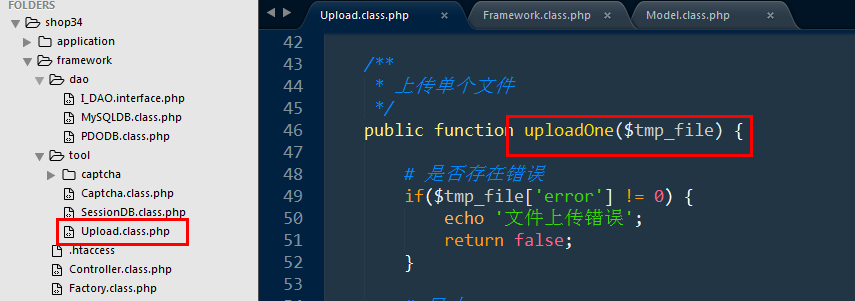 FOLDERS
shop34
application
framework
dao
I_DAO.interface.php
MySQLDB.class.php
PDODB.class.php
tool
captcha
Captcha.class.php
SessionDB.class.php
Upload.class.php
.htaccess
Controller.class.php
Factory.class.php
Upload.class.php × Framework.class.php × Model.class.php ×
42
43 /**
44 * 上传单个文件
45 */
46 public function uploadOne($tmp_file) {
47
48 # 是否存在错误
49 if($tmp_file['error'] != 0) {
50 echo '文件上传错误';
51 return false;
52 }
53